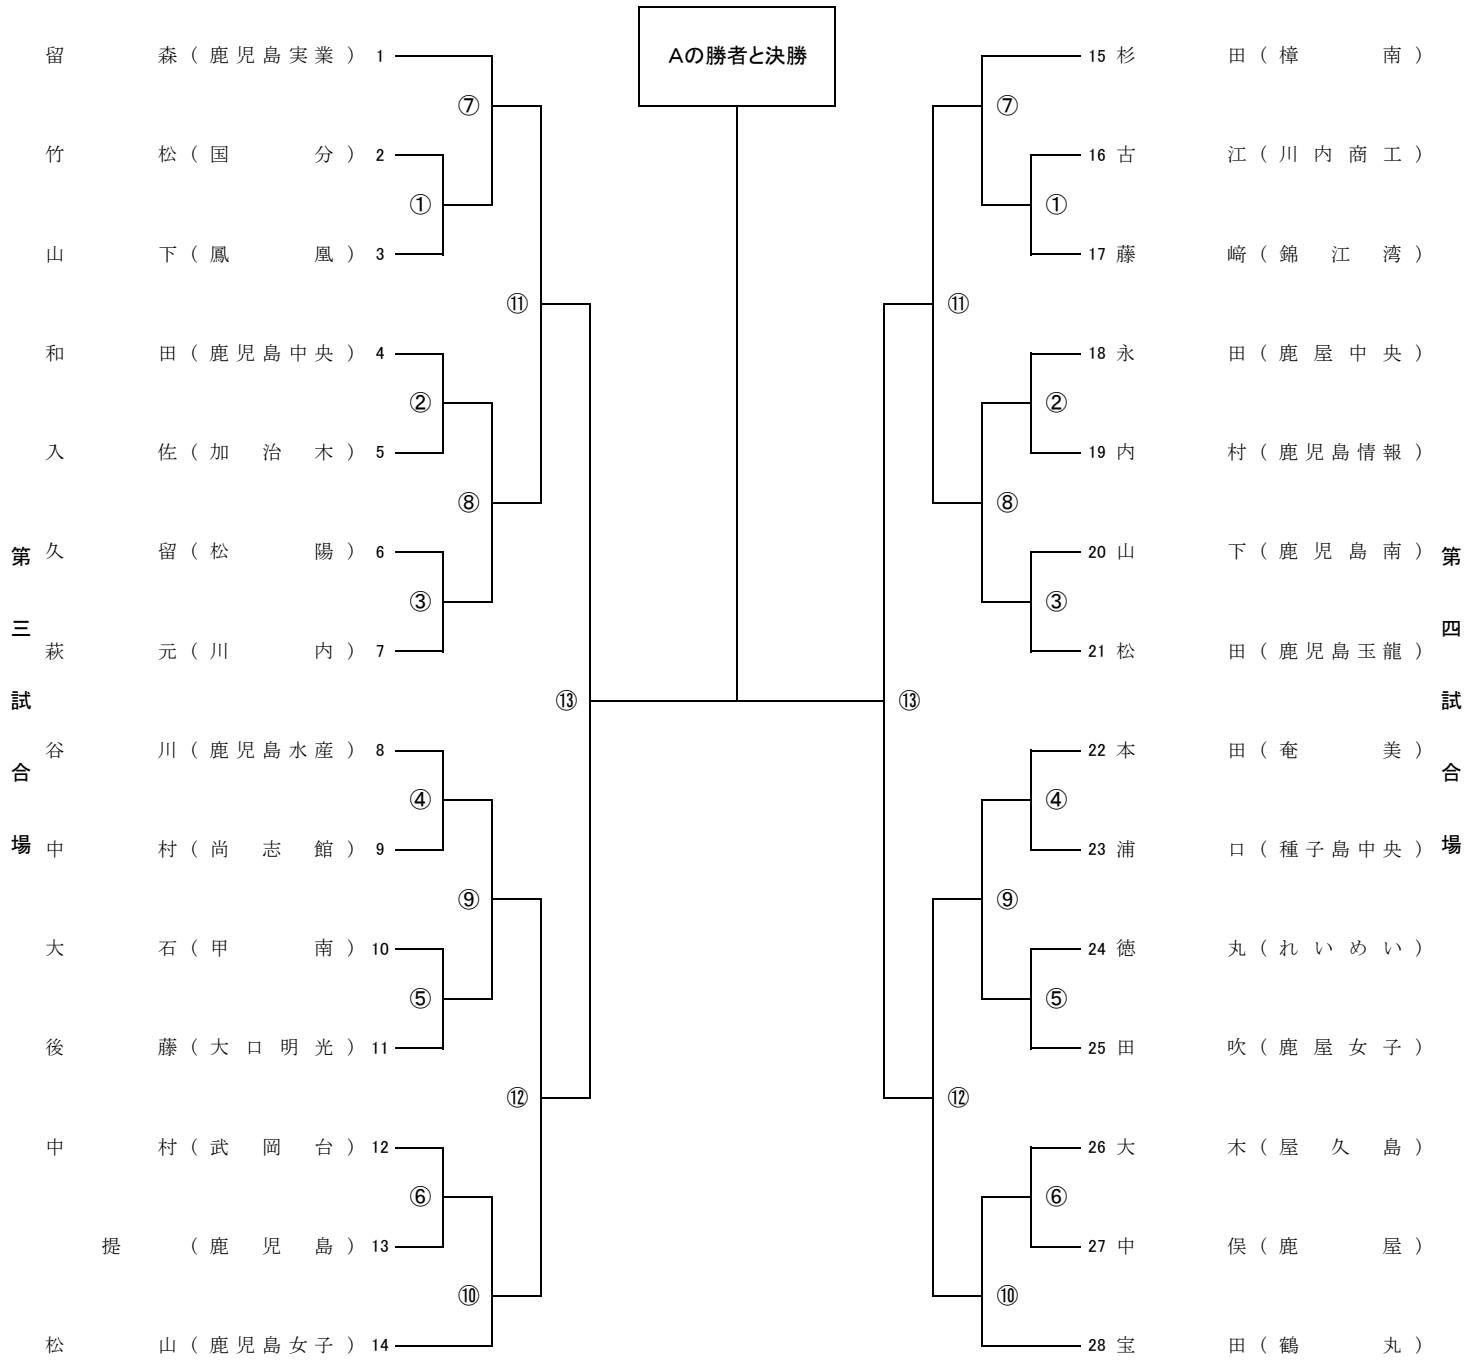 Aの勝者と決勝
留森(鹿児島実業) 1
⑦
竹松(国分) 2
①
山下(鳳凰) 3
⑪
和田(鹿児島中央) 4
②
入佐(加治木) 5
⑧
久留(松陽) 6
③
萩元(川内) 7
⑬
谷川(鹿児島水産) 8
④
中村(尚志館) 9
⑨
大石(甲南) 10
⑤
後藤(大口明光) 11
⑫
中村(武岡台) 12
⑥
提(鹿児島) 13
⑩
松山(鹿児島女子) 14
第三試合場
15 杉田(樟南)
⑦
16 古江(川内商工)
①
17 藤﨑(錦江湾)
⑪
18 永田(鹿屋中央)
②
19 内村(鹿児島情報)
⑧
20 山下(鹿児島南)
③
21 松田(鹿児島玉龍)
⑬
22 本田(奄美)
④
23 浦口(種子島中央)
⑨
24 徳丸(れいめい)
⑤
25 田吹(鹿屋女子)
⑫
26 大木(屋久島)
⑥
27 中俣(鹿屋)
⑩
28 宝田(鶴丸)
第四試合場